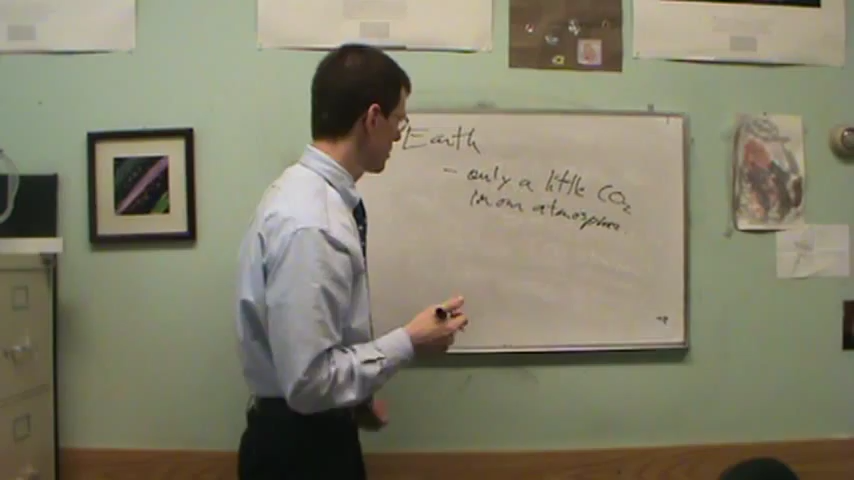 Earth
- only a little CO2
in our atmosphere